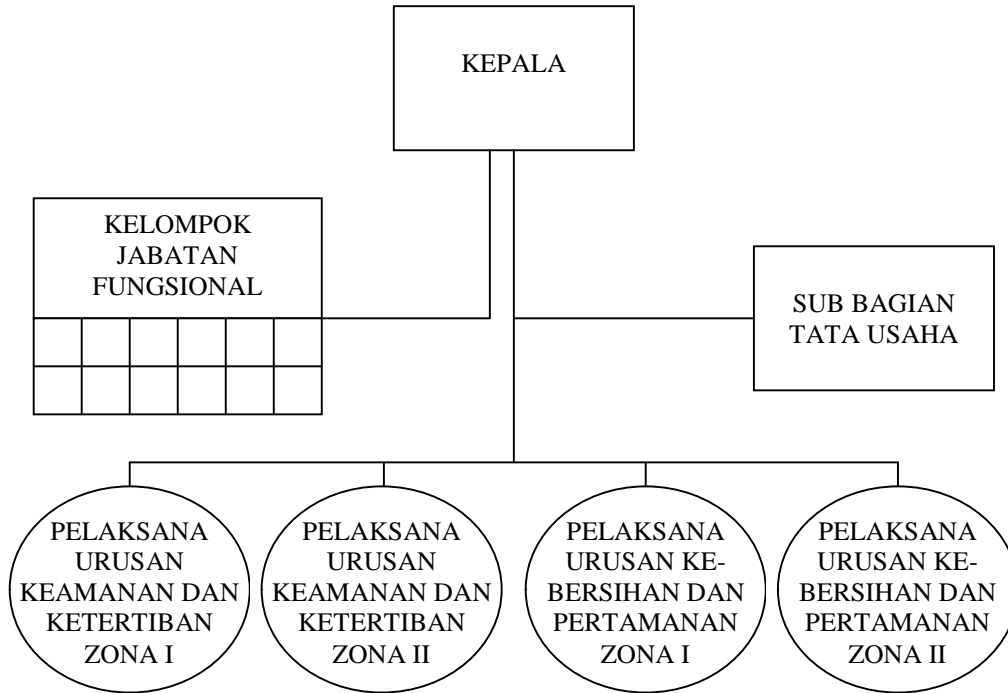 KEPALA
KELOMPOK
JABATAN
FUNGSIONAL
SUB BAGIAN
TATA USAHA
PELAKSANA
URUSAN
KEAMANAN DAN
KETERTIBAN
ZONA I
PELAKSANA
URUSAN
KEAMANAN DAN
KETERTIBAN
ZONA II
PELAKSANA
URUSAN KE-
BERSIHAN DAN
PERTAMANAN
ZONA I
PELAKSANA
URUSAN KE-
BERSIHAN DAN
PERTAMANAN
ZONA II